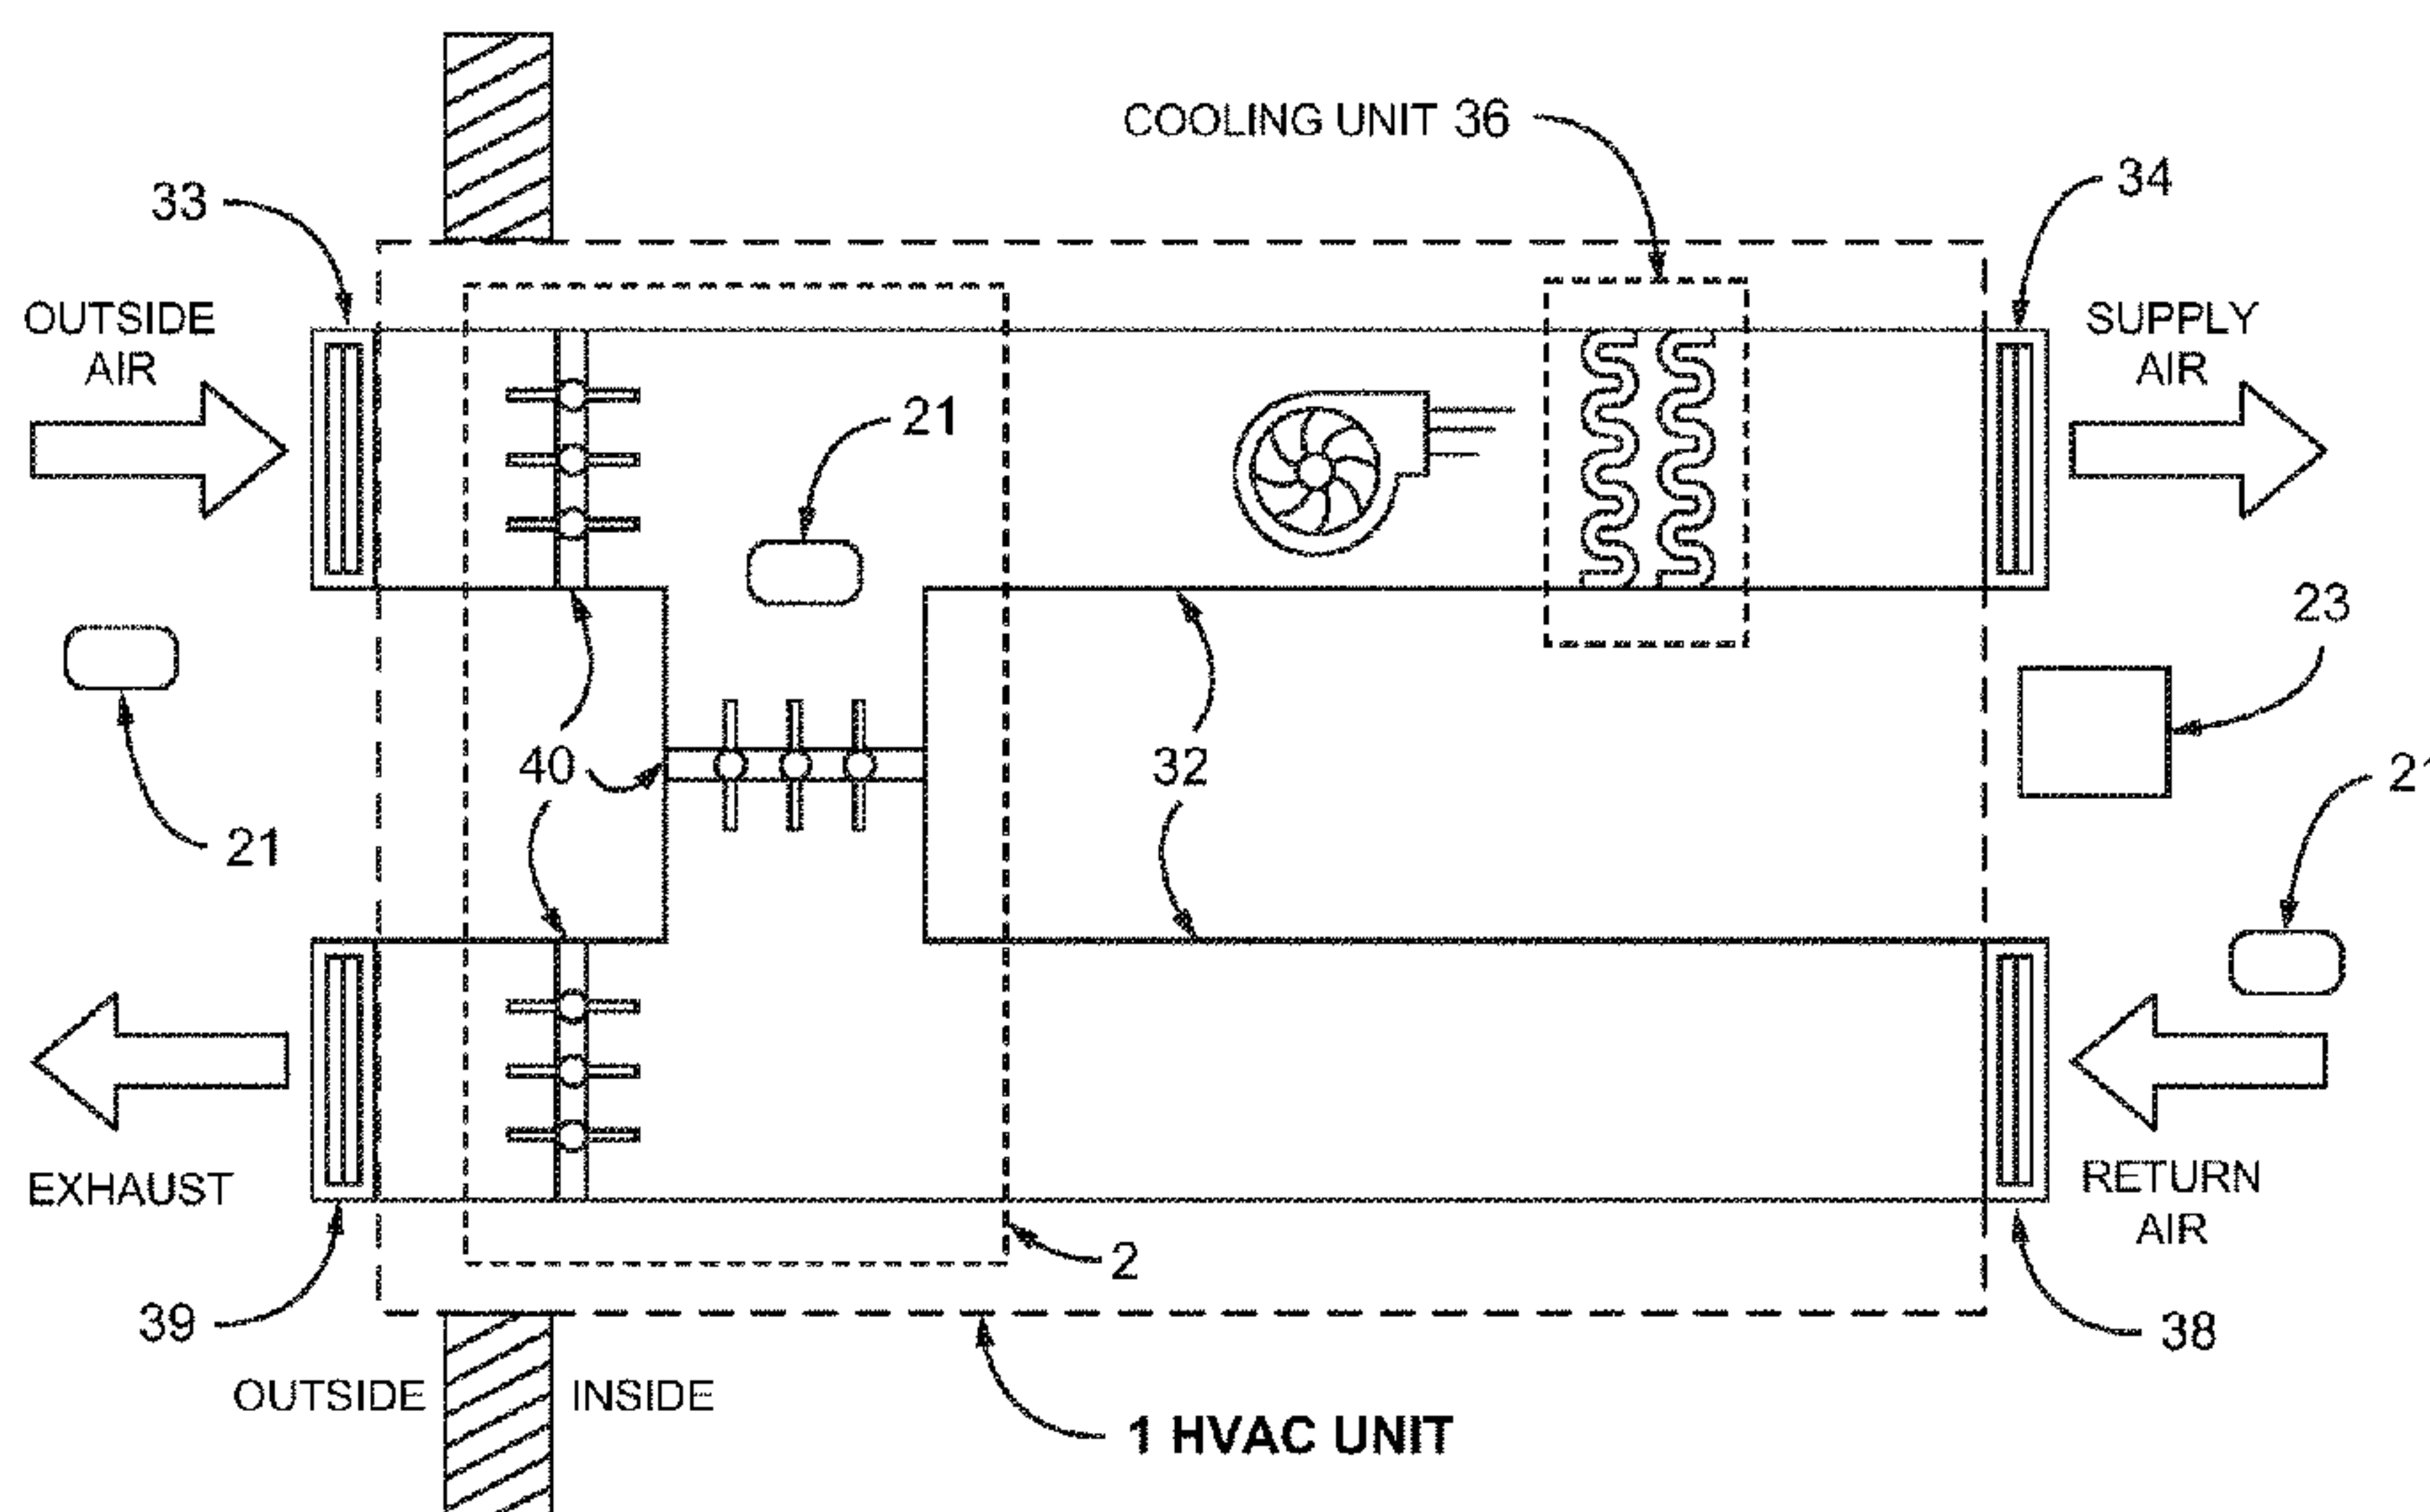 COOLING UNIT 36
33
34
OUTSIDE
AIR
SUPPLY
AIR
21
23
40
32
21
21
EXHAUST
RETURN
AIR
2
39
38
OUTSIDE
INSIDE
1 HVAC UNIT